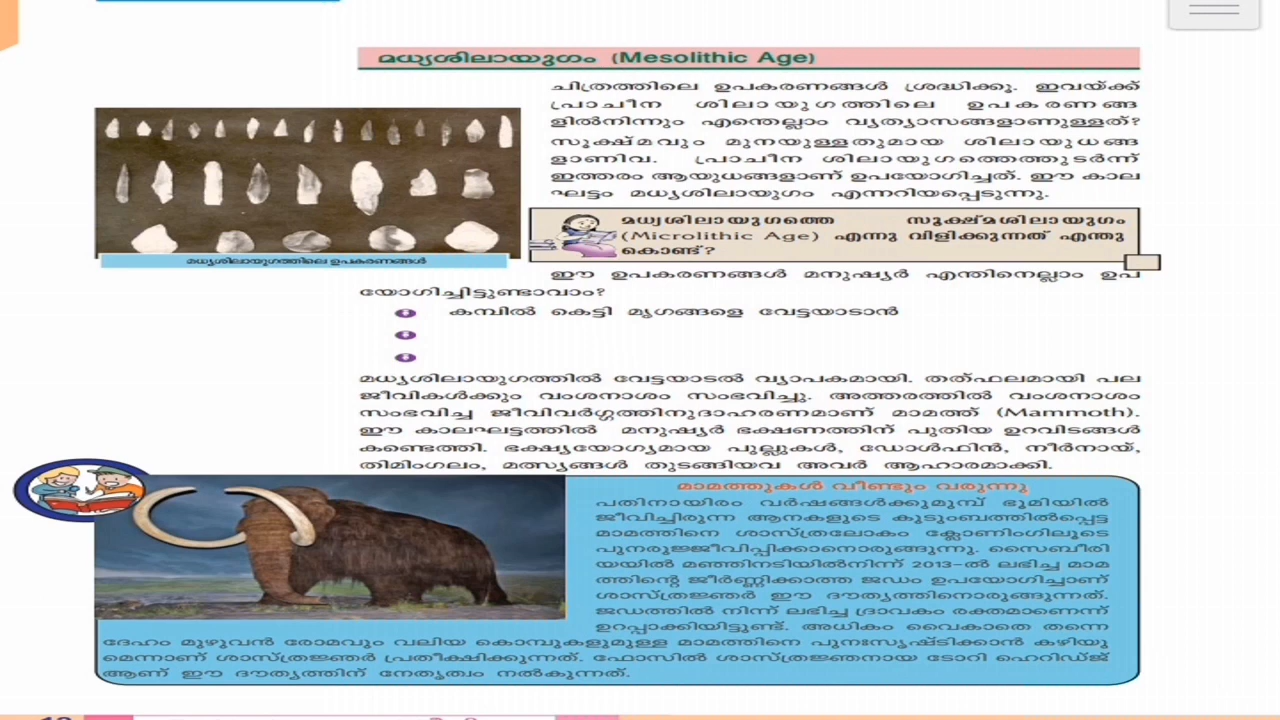 മധ്യശിലായുഗം (Mesolithic Age)
ചിത്രത്തിലെ ഉപകരണങ്ങൾ ശ്രദ്ധിക്കൂ. ഇവയ്ക്ക്
പ്രാചീന ശിലായുഗത്തിലെ ഉപകരണങ്ങ
ളിൽനിന്നും എന്തെല്ലാം വ്യത്യാസങ്ങളാണുള്ളത്?
സൂക്ഷ്മവും മുനയുള്ളതുമായ ശിലായുധങ്ങ
ളാണിവ. പ്രാചീന ശിലായുഗത്തെത്തുടർന്ന്
ഇത്തരം ആയുധങ്ങളാണ് ഉപയോഗിച്ചത്. ഈ കാല
ഘട്ടം മധ്യശിലായുഗം എന്നറിയപ്പെടുന്നു.
മധ്യശിലായുഗത്തിലെ ഉപകരണങ്ങൾ
മധ്യശിലായുഗത്തെ സൂക്ഷ്മശിലായുഗം
(Microlithic Age) എന്നു വിളിക്കുന്നത് എന്തു
കൊണ്ട്?
ഈ ഉപകരണങ്ങൾ മനുഷ്യർ എന്തിനെല്ലാം ഉപ
യോഗിച്ചിട്ടുണ്ടാവാം?
കമ്പിൽ കെട്ടി മൃഗങ്ങളെ വേട്ടയാടാൻ
മധ്യശിലായുഗത്തിൽ വേട്ടയാടൽ വ്യാപകമായി. തത്ഫലമായി പല
ജീവികൾക്കും വംശനാശം സംഭവിച്ചു. അത്തരത്തിൽ വംശനാശം
സംഭവിച്ച ജീവിവർഗ്ഗത്തിനുദാഹരണമാണ് മാമത്ത് (Mammoth).
ഈ കാലഘട്ടത്തിൽ മനുഷ്യർ ഭക്ഷണത്തിന് പുതിയ ഉറവിടങ്ങൾ
കണ്ടെത്തി. ഭക്ഷ്യയോഗ്യമായ പുല്ലുകൾ, ഡോൾഫിൻ, നീർനായ്,
തിമിംഗലം, മത്സ്യങ്ങൾ തുടങ്ങിയവ അവർ ആഹാരമാക്കി.
മാമത്തുകൾ വീണ്ടും വരുന്നു
പതിനായിരം വർഷങ്ങൾക്കുമുമ്പ് ഭൂമിയിൽ
ജീവിച്ചിരുന്ന ആനകളുടെ കുടുംബത്തിൽപ്പെട്ട
മാമത്തിനെ ശാസ്ത്രലോകം ക്ലോണിംഗിലൂടെ
പുനരുജ്ജീവിപ്പിക്കാനൊരുങ്ങുന്നു. സൈബീരി
യയിൽ മഞ്ഞിനടിയിൽനിന്ന് 2013-ൽ ലഭിച്ച മാമ
ത്തിന്റെ ജീർണ്ണിക്കാത്ത ജഡം ഉപയോഗിച്ചാണ്
ശാസ്ത്രജ്ഞർ ഈ ദൗത്യത്തിനൊരുങ്ങുന്നത്.
ജഡത്തിൽ നിന്ന് ലഭിച്ച ദ്രാവകം രക്തമാണെന്ന്
ഉറപ്പാക്കിയിട്ടുണ്ട്. അധികം വൈകാതെ തന്നെ
ദേഹം മുഴുവൻ രോമവും വലിയ കൊമ്പുകളുമുള്ള മാമത്തിനെ പുനഃസൃഷ്ടിക്കാൻ കഴിയു
മെന്നാണ് ശാസ്ത്രജ്ഞർ പ്രതീക്ഷിക്കുന്നത്. ഫോസിൽ ശാസ്ത്രജ്ഞനായ ടോറി ഹെറിഡ്ജ്
ആണ് ഈ ദൗത്യത്തിന് നേതൃത്വം നൽകുന്നത്.